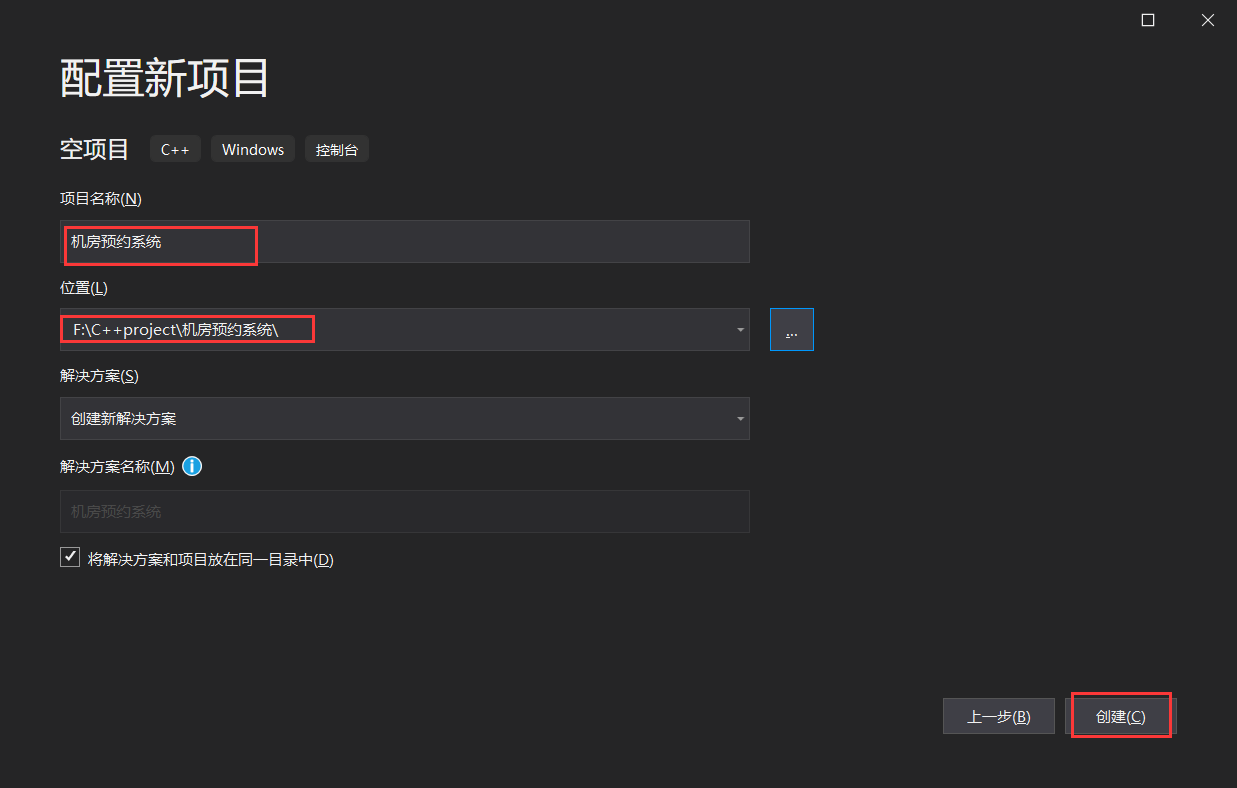 配置新项目
空项目 C++ Windows 控制台
项目名称(N)
机房预约系统
位置(L)
F:\C++project\机房预约系统\
...
解决方案(S)
创建新解决方案
解决方案名称(M)
机房预约系统
将解决方案和项目放在同一目录中(D)
上一步(B) 创建(C)